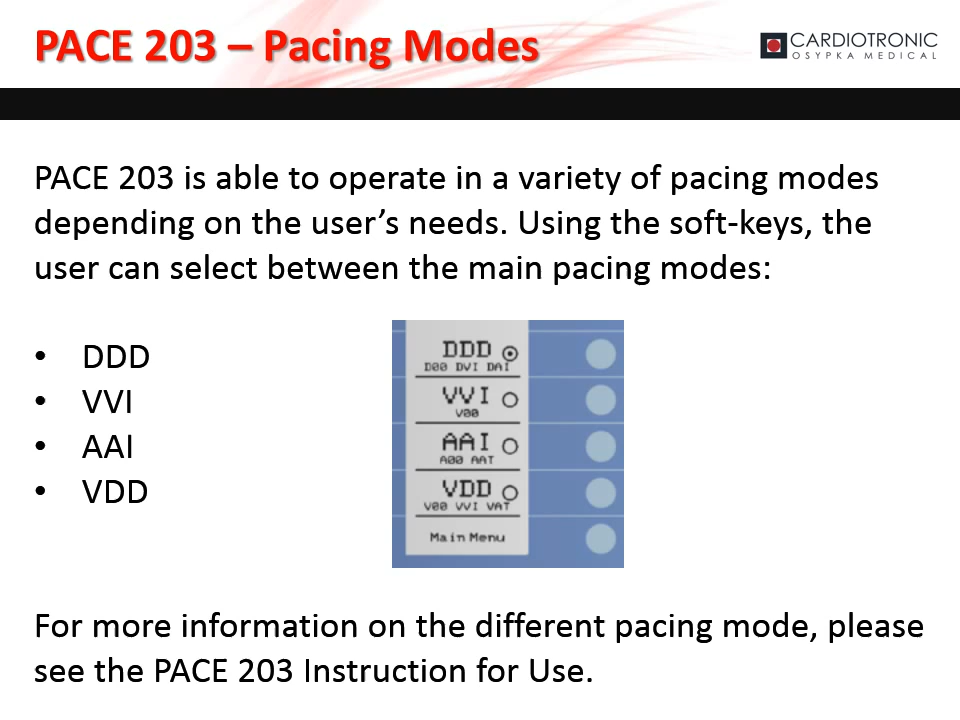 PACE 203 – Pacing Modes
CARDIOTRONIC
OSYPKA MEDICAL
PACE 203 is able to operate in a variety of pacing modes
depending on the user’s needs. Using the soft-keys, the
user can select between the main pacing modes:
• DDD
• VVI
• AAI
• VDD
DDD
D00 DVI DAI
VVI
V00
AAI
A00 AAT
VDD
V00 VVI VAT
Main Menu
For more information on the different pacing mode, please
see the PACE 203 Instruction for Use.